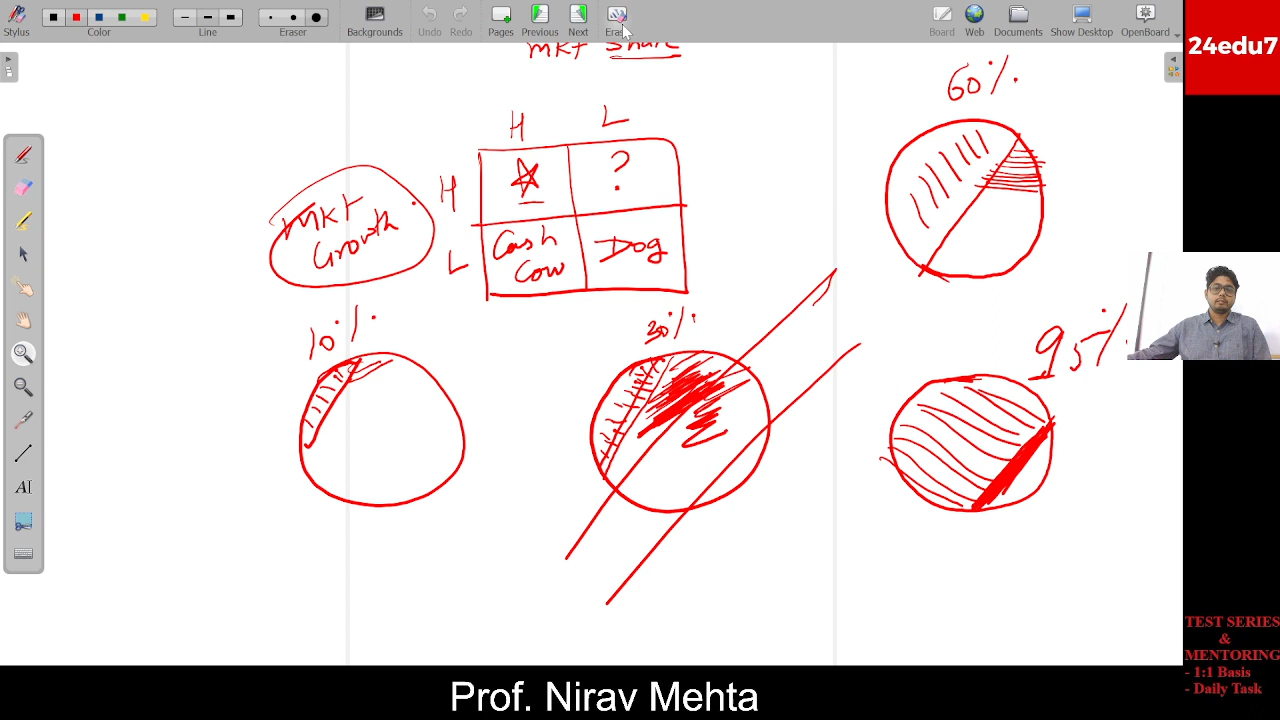 Stylus
Color
Line
Eraser
Backgrounds
Undo
Redo
Pages
Previous
Next
Board
Web
Documents
Show Desktop
OpenBoard
24edu7
MKT Share
60%
H L
H
?
MKT
Growth
L
Cash
Cow
Dog
10%
30%
95%
AI
TEST SERIES
&
MENTORING
- 1:1 Basis
- Daily Task
Prof. Nirav Mehta